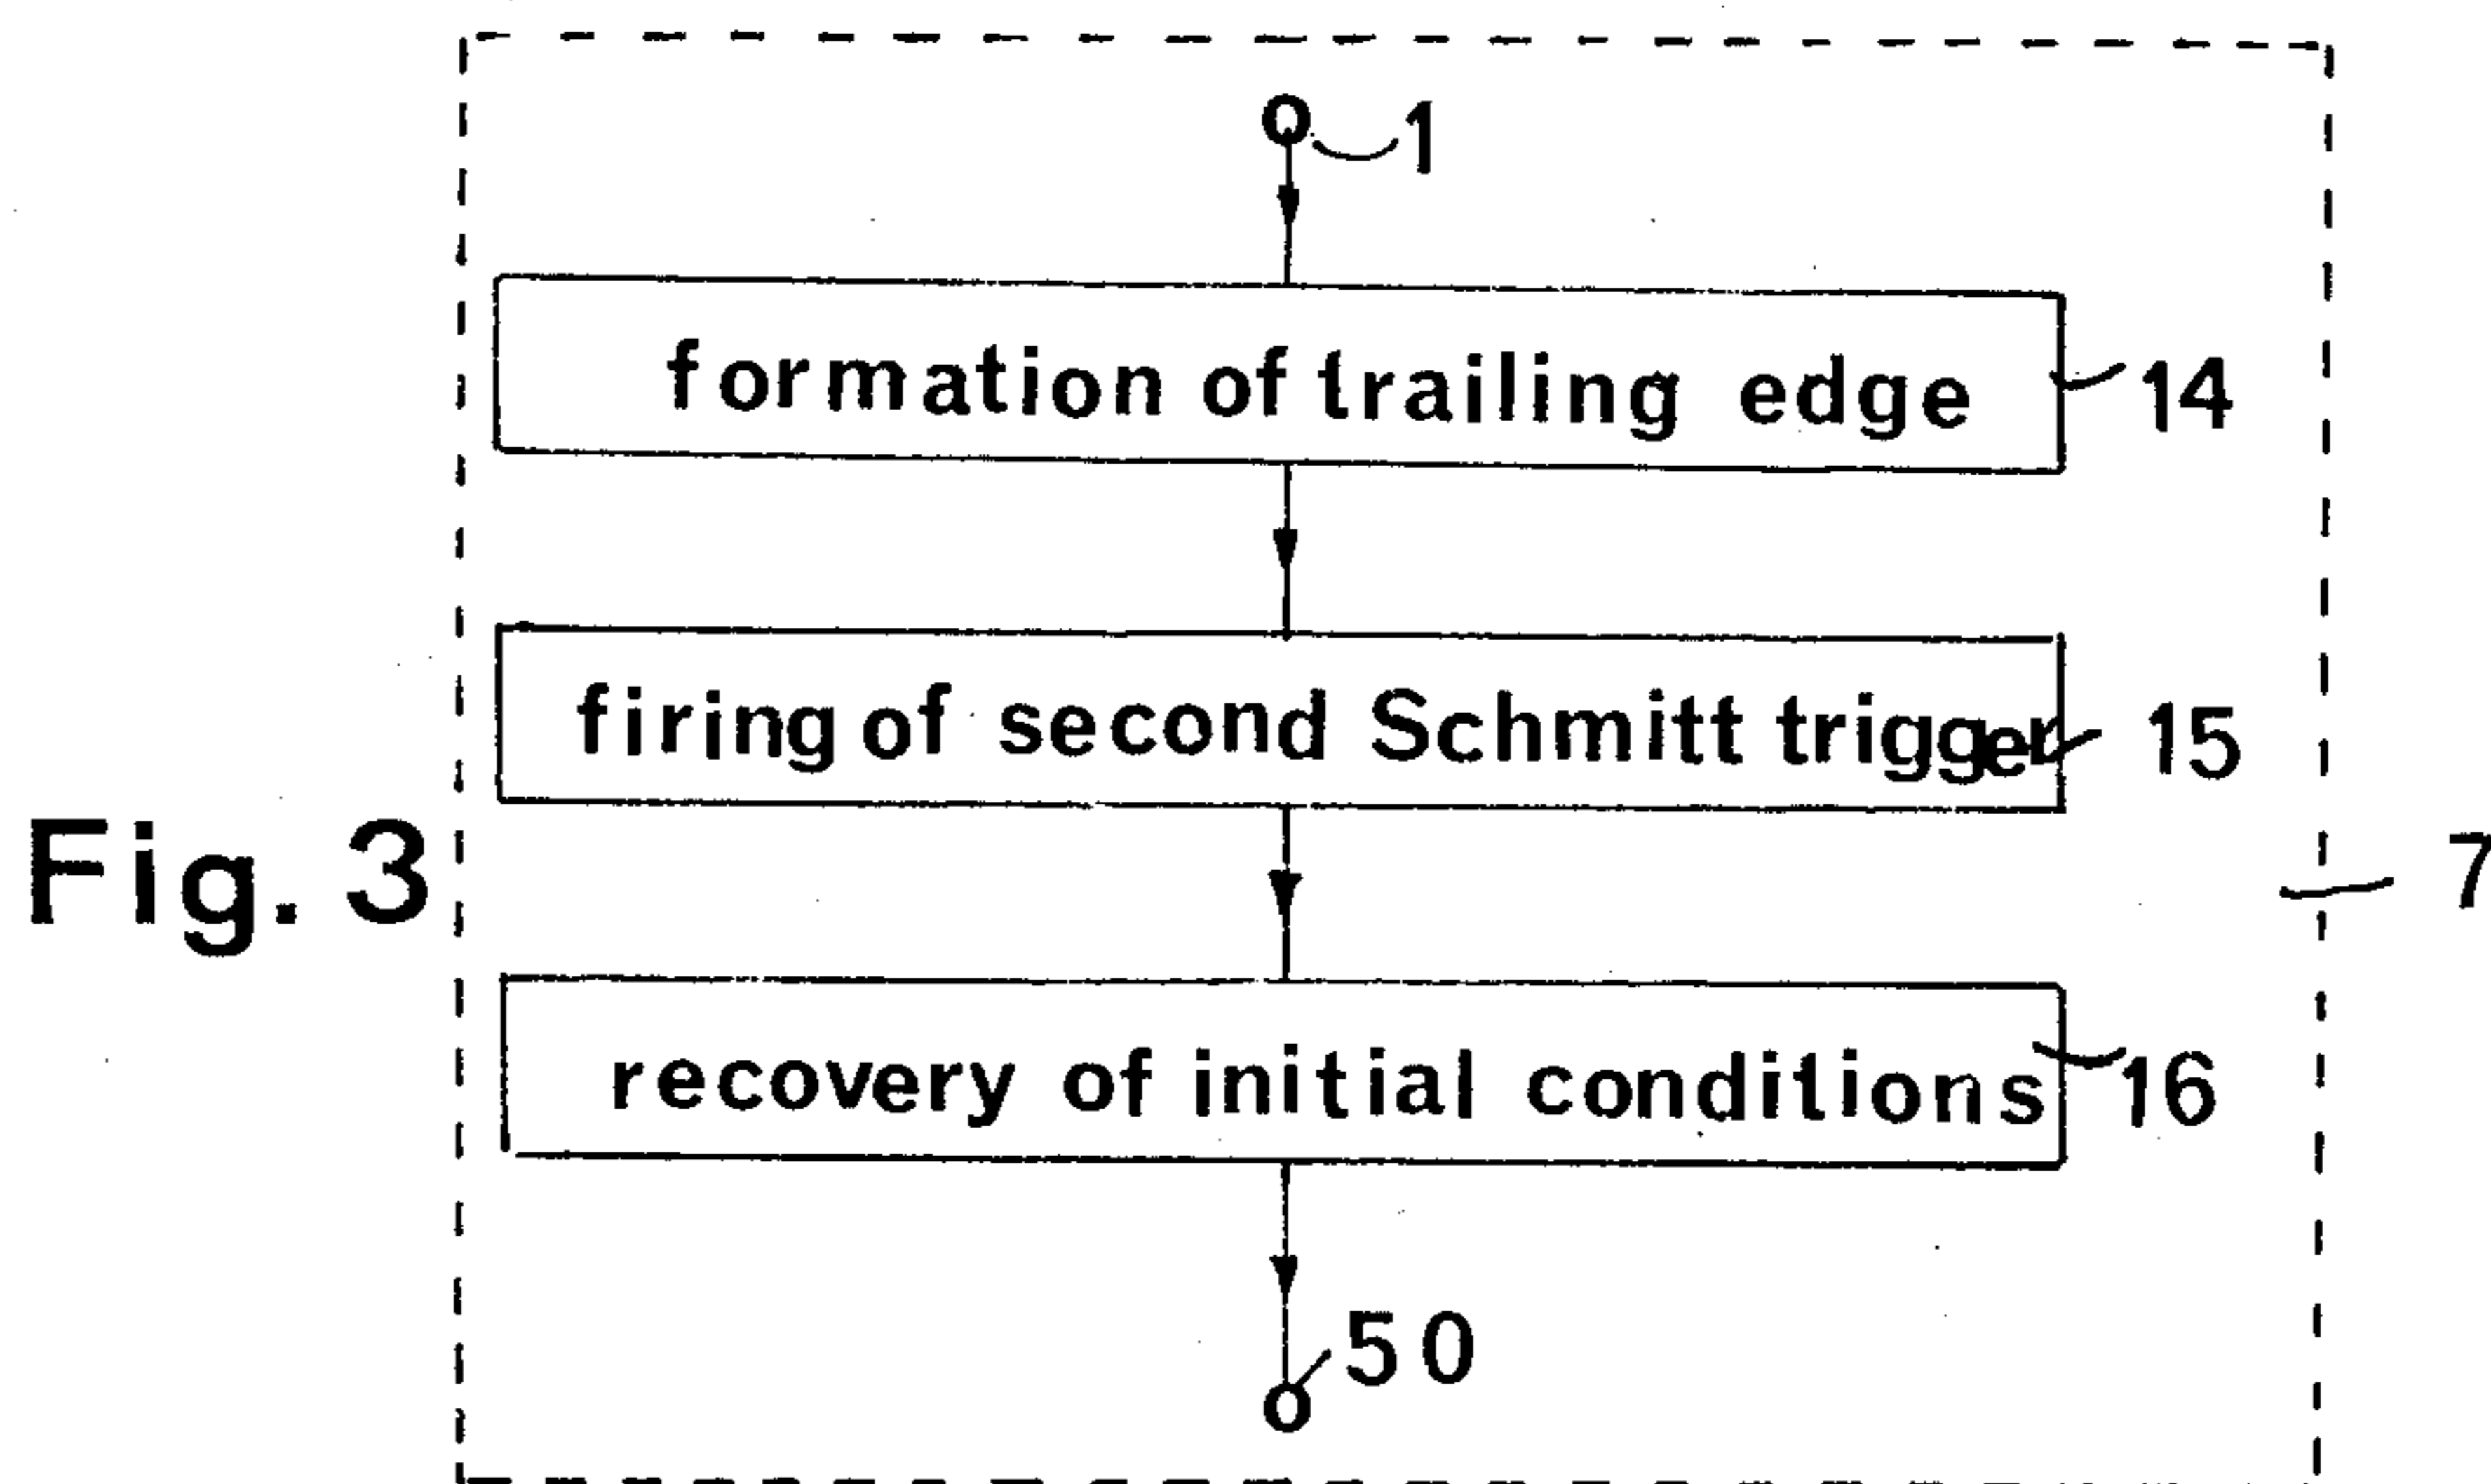 1
formation of trailing edge 14
firing of second Schmitt trigger 15
Fig. 3
7
recovery of initial conditions 16
50